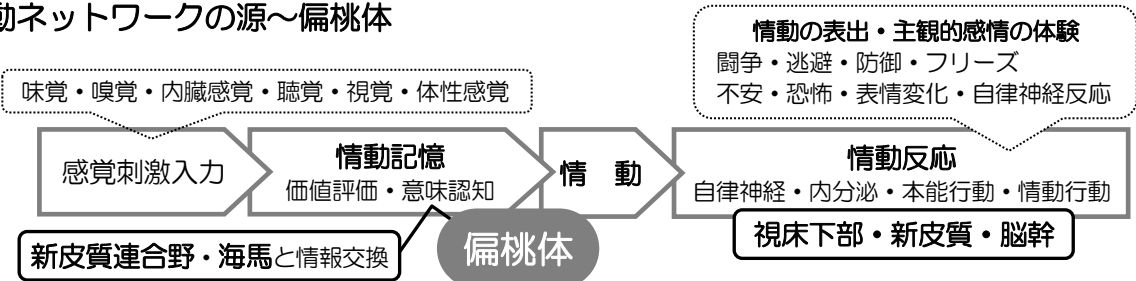 動ネットワークの源～偏桃体
情動の表出・主観的感情の体験
闘争・逃避・防御・フリーズ
不安・恐怖・表情変化・自律神経反応
味覚・嗅覚・内臓感覚・聴覚・視覚・体性感覚
感覚刺激入力
情動記憶
価値評価・意味認知
情　動
情動反応
自律神経・内分泌・本能行動・情動行動
新皮質連合野・海馬と情報交換
偏桃体
視床下部・新皮質・脳幹